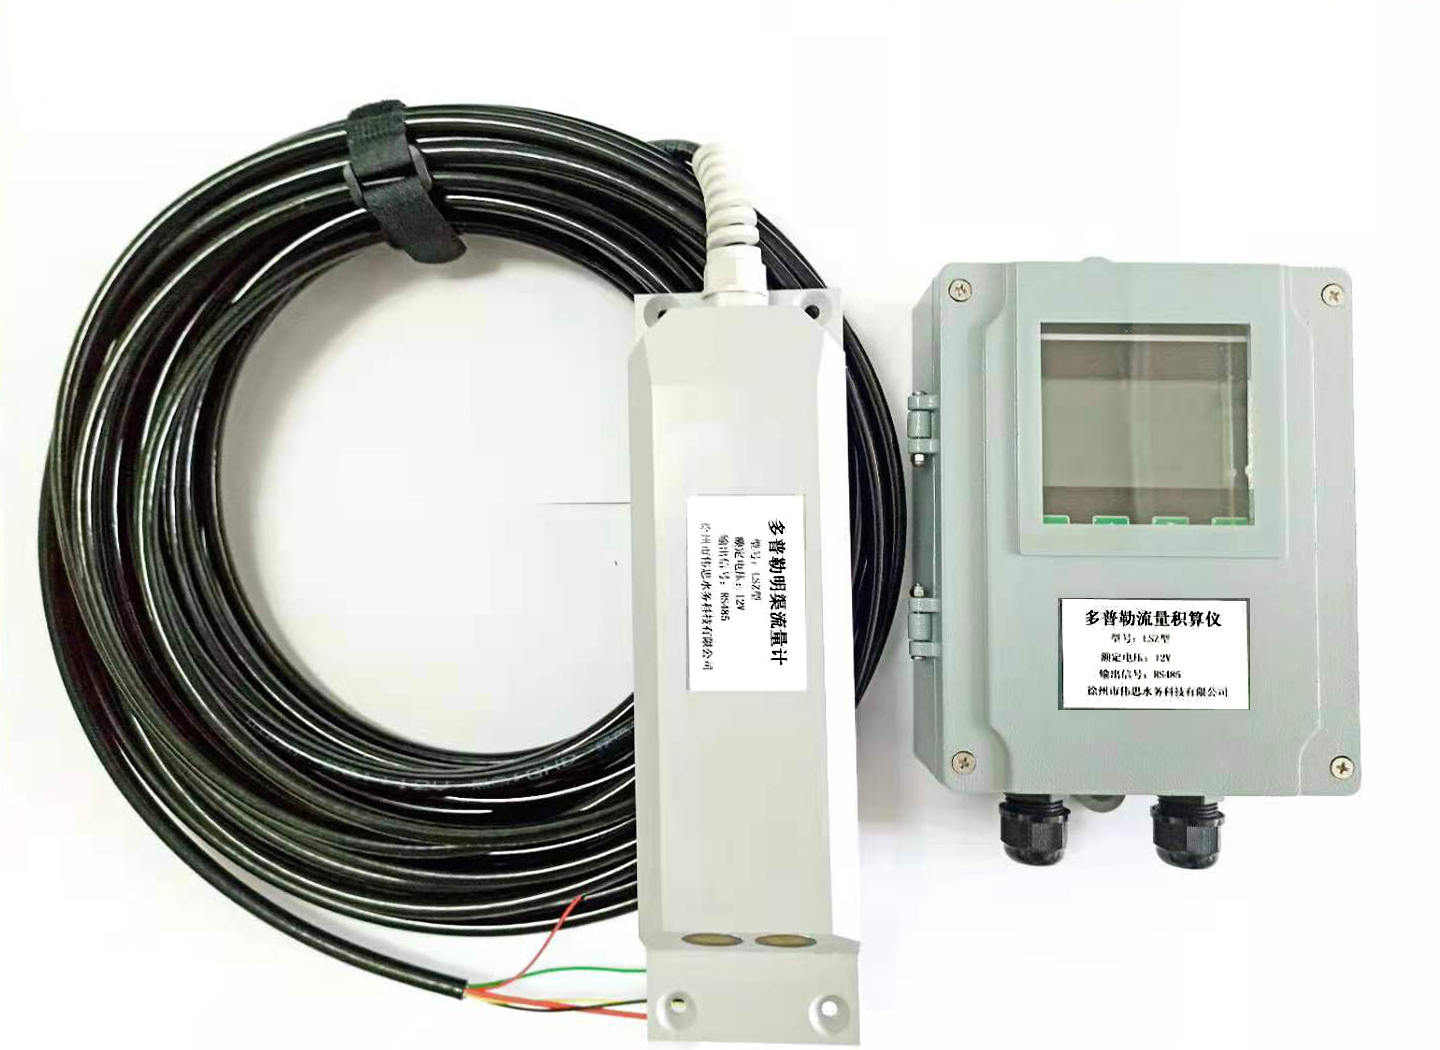 多普勒明渠流量计
型号：LSZ型
额定电压：12V
输出信号：RS485
徐州市伟思水务科技有限公司
多普勒流量积算仪
型号：LSZ型
额定电压：12V
输出信号：RS485
徐州市伟思水务科技有限公司